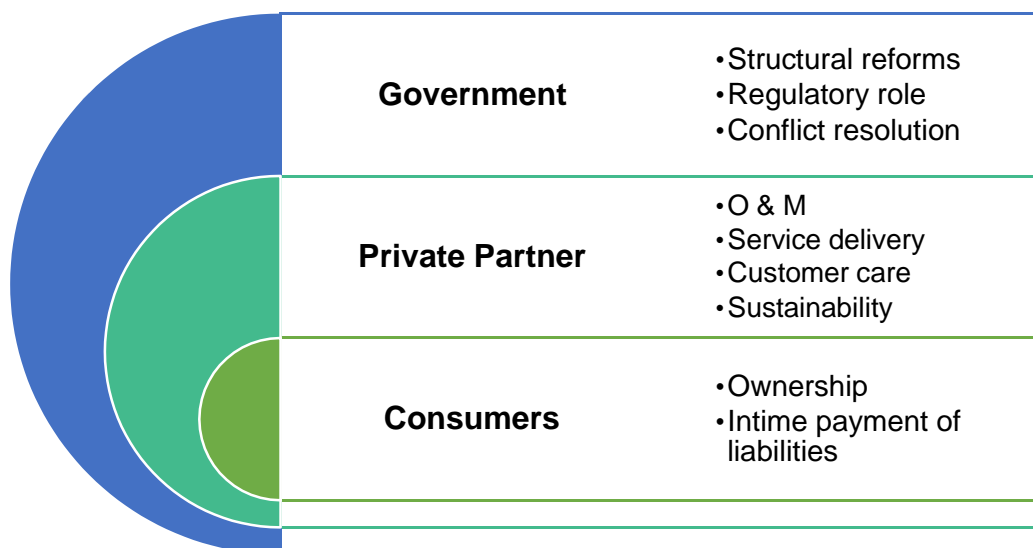 Government
•Structural reforms
•Regulatory role
•Conflict resolution
Private Partner
•O & M
•Service delivery
•Customer care
•Sustainability
Consumers
•Ownership
•Intime payment of
liabilities